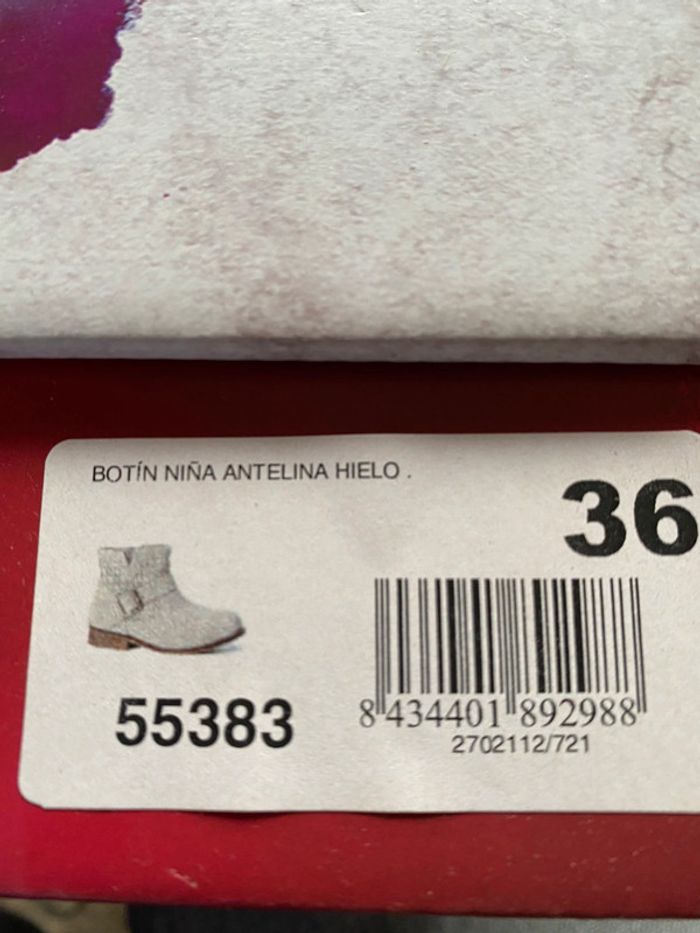 BOTÍN NIÑA ANTELINA HIELO .
36
55383
8 434401 892988
2702112/721